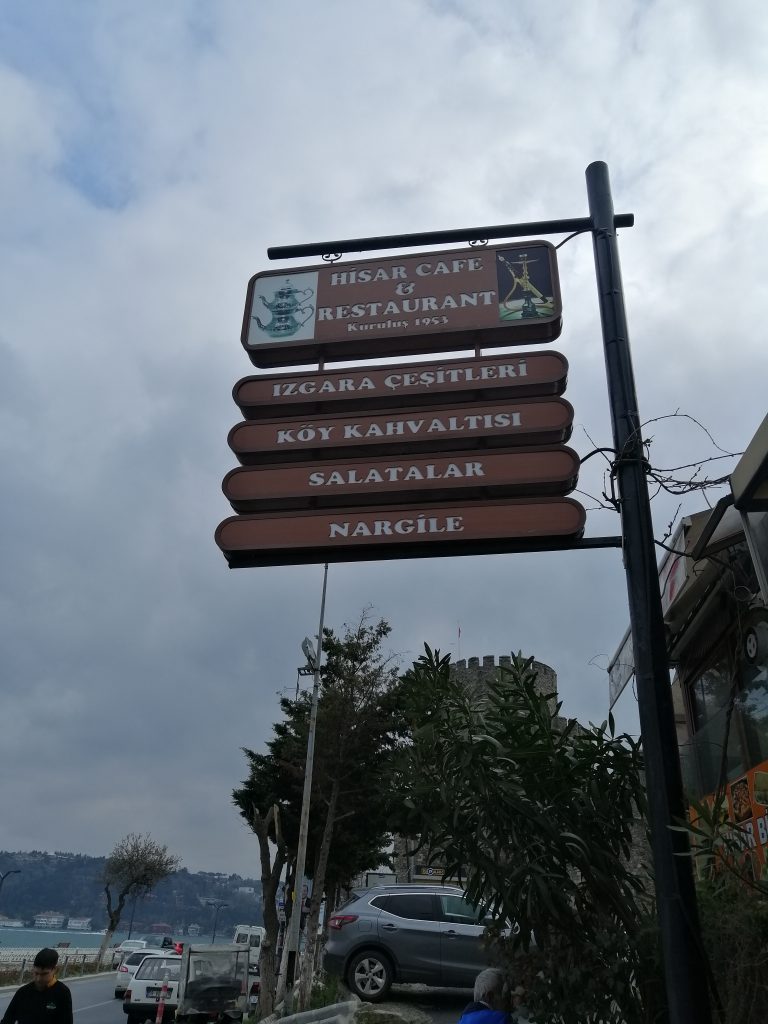 HİSAR CAFE
&
RESTAURANT
Kuruluş 1953
IZGARA ÇEŞİTLERİ
KÖY KAHVALTISI
SALATALAR
NARGİLE